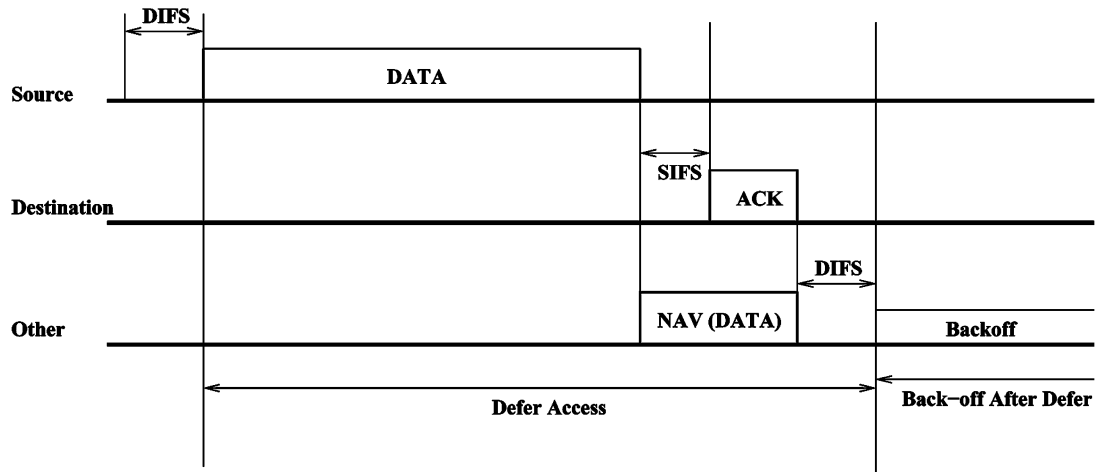 DIFS
DATA
Source
SIFS
ACK
Destination
DIFS
NAV (DATA)
Other
Backoff
Defer Access
Back-off After Defer